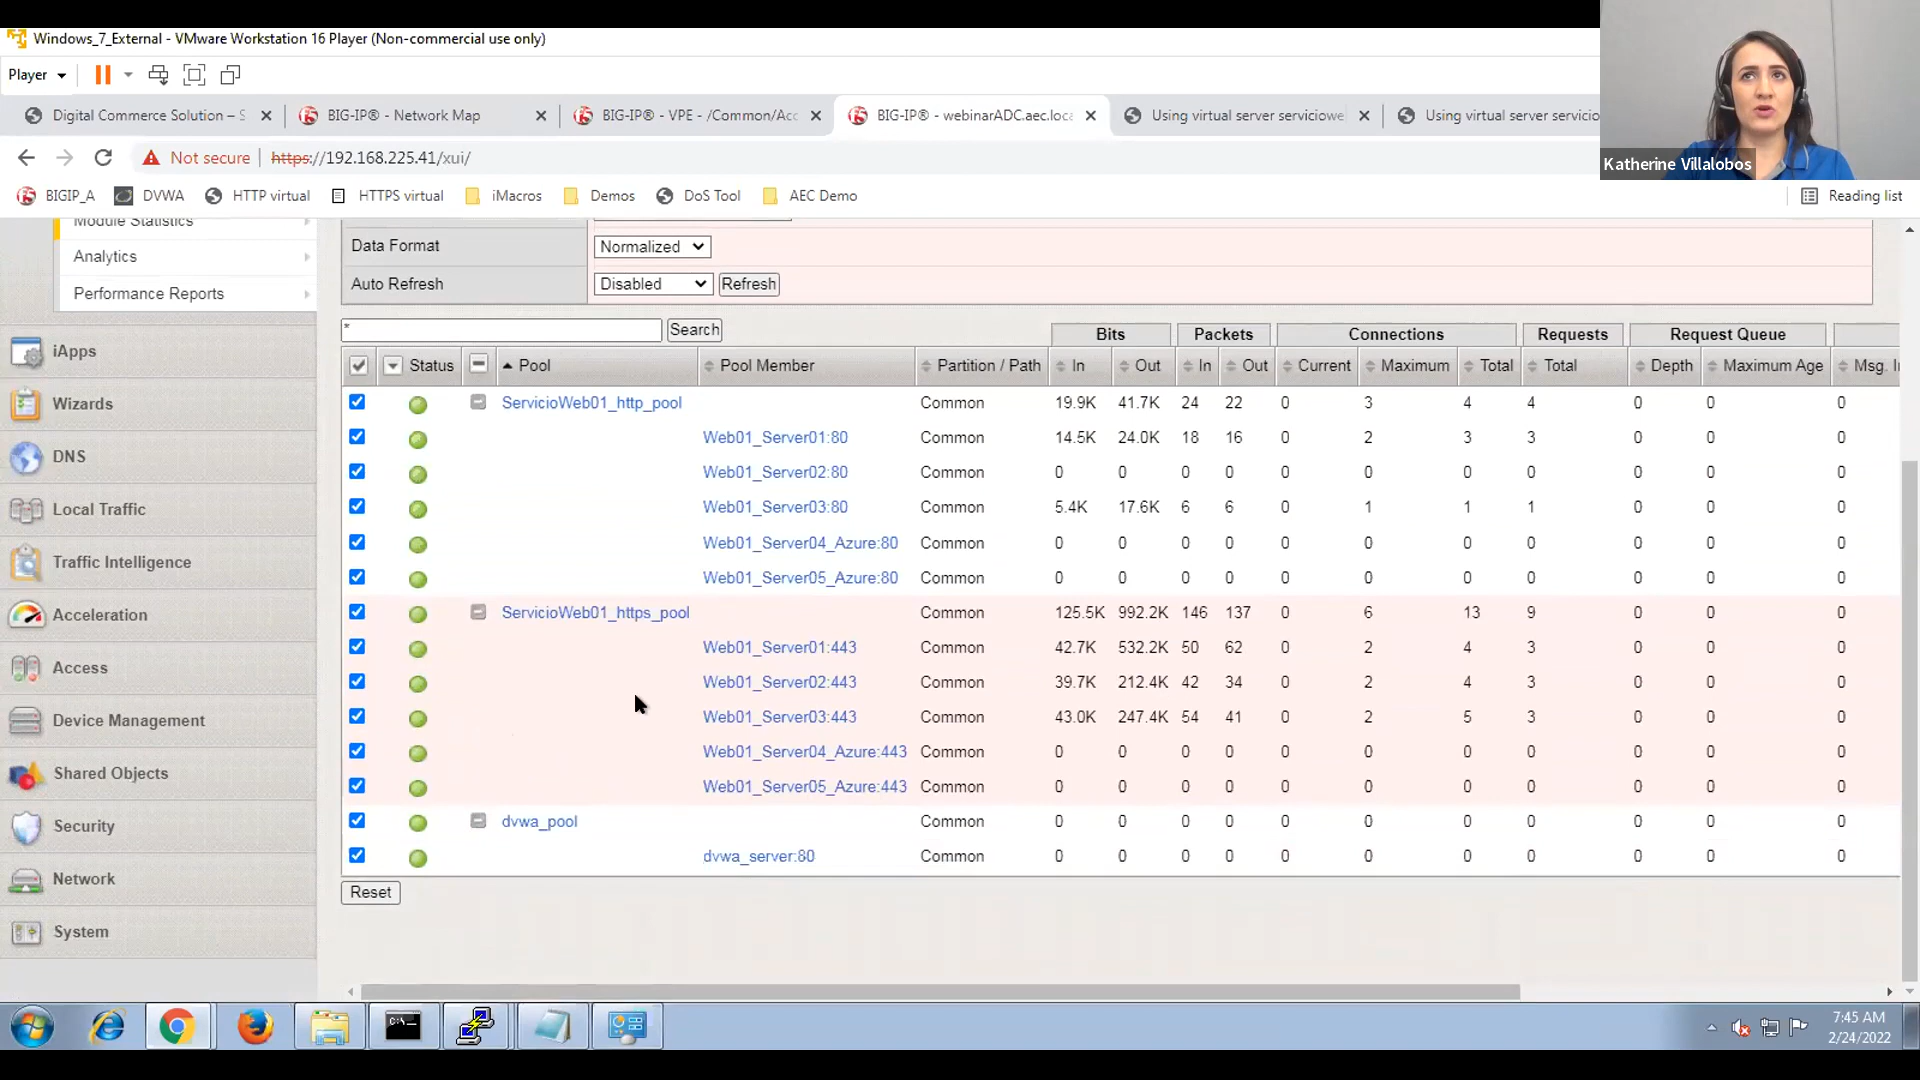 Windows_7_External - VMware Workstation 16 Player (Non-commercial use only)
Player
Digital Commerce Solution – S
BIG-IP® - Network Map
BIG-IP® - VPE - /Common/Acc
BIG-IP® - webinarADC.aec.loca
Using virtual server serviciowe
Using virtual server servicio
Not secure
https://192.168.225.41/xui/
BIGIP_A
DVWA
HTTP virtual
HTTPS virtual
iMacros
Demos
DoS Tool
AEC Demo
Reading list
Katherine Villalobos
Module Statistics
Analytics
Performance Reports
iApps
Wizards
DNS
Local Traffic
Traffic Intelligence
Acceleration
Access
Device Management
Shared Objects
Security
Network
System
Data Format Normalized
Auto Refresh Disabled Refresh
* Search
Bits Packets Connections Requests Request Queue
Status Pool Pool Member Partition / Path In Out In Out Current Maximum Total Total Depth Maximum Age Msg. I
ServicioWeb01_http_pool Common 19.9K 41.7K 24 22 0 3 4 4 0 0 0
Web01_Server01:80 Common 14.5K 24.0K 18 16 0 2 3 3 0 0 0
Web01_Server02:80 Common 0 0 0 0 0 0 0 0 0 0 0
Web01_Server03:80 Common 5.4K 17.6K 6 6 0 1 1 1 0 0 0
Web01_Server04_Azure:80 Common 0 0 0 0 0 0 0 0 0 0 0
Web01_Server05_Azure:80 Common 0 0 0 0 0 0 0 0 0 0 0
ServicioWeb01_https_pool Common 125.5K 992.2K 146 137 0 6 13 9 0 0 0
Web01_Server01:443 Common 42.7K 532.2K 50 62 0 2 4 3 0 0 0
Web01_Server02:443 Common 39.7K 212.4K 42 34 0 2 4 3 0 0 0
Web01_Server03:443 Common 43.0K 247.4K 54 41 0 2 5 3 0 0 0
Web01_Server04_Azure:443 Common 0 0 0 0 0 0 0 0 0 0 0
Web01_Server05_Azure:443 Common 0 0 0 0 0 0 0 0 0 0 0
dvwa_pool Common 0 0 0 0 0 0 0 0 0 0 0
dvwa_server:80 Common 0 0 0 0 0 0 0 0 0 0 0
Reset
C:\
7:45 AM
2/24/2022